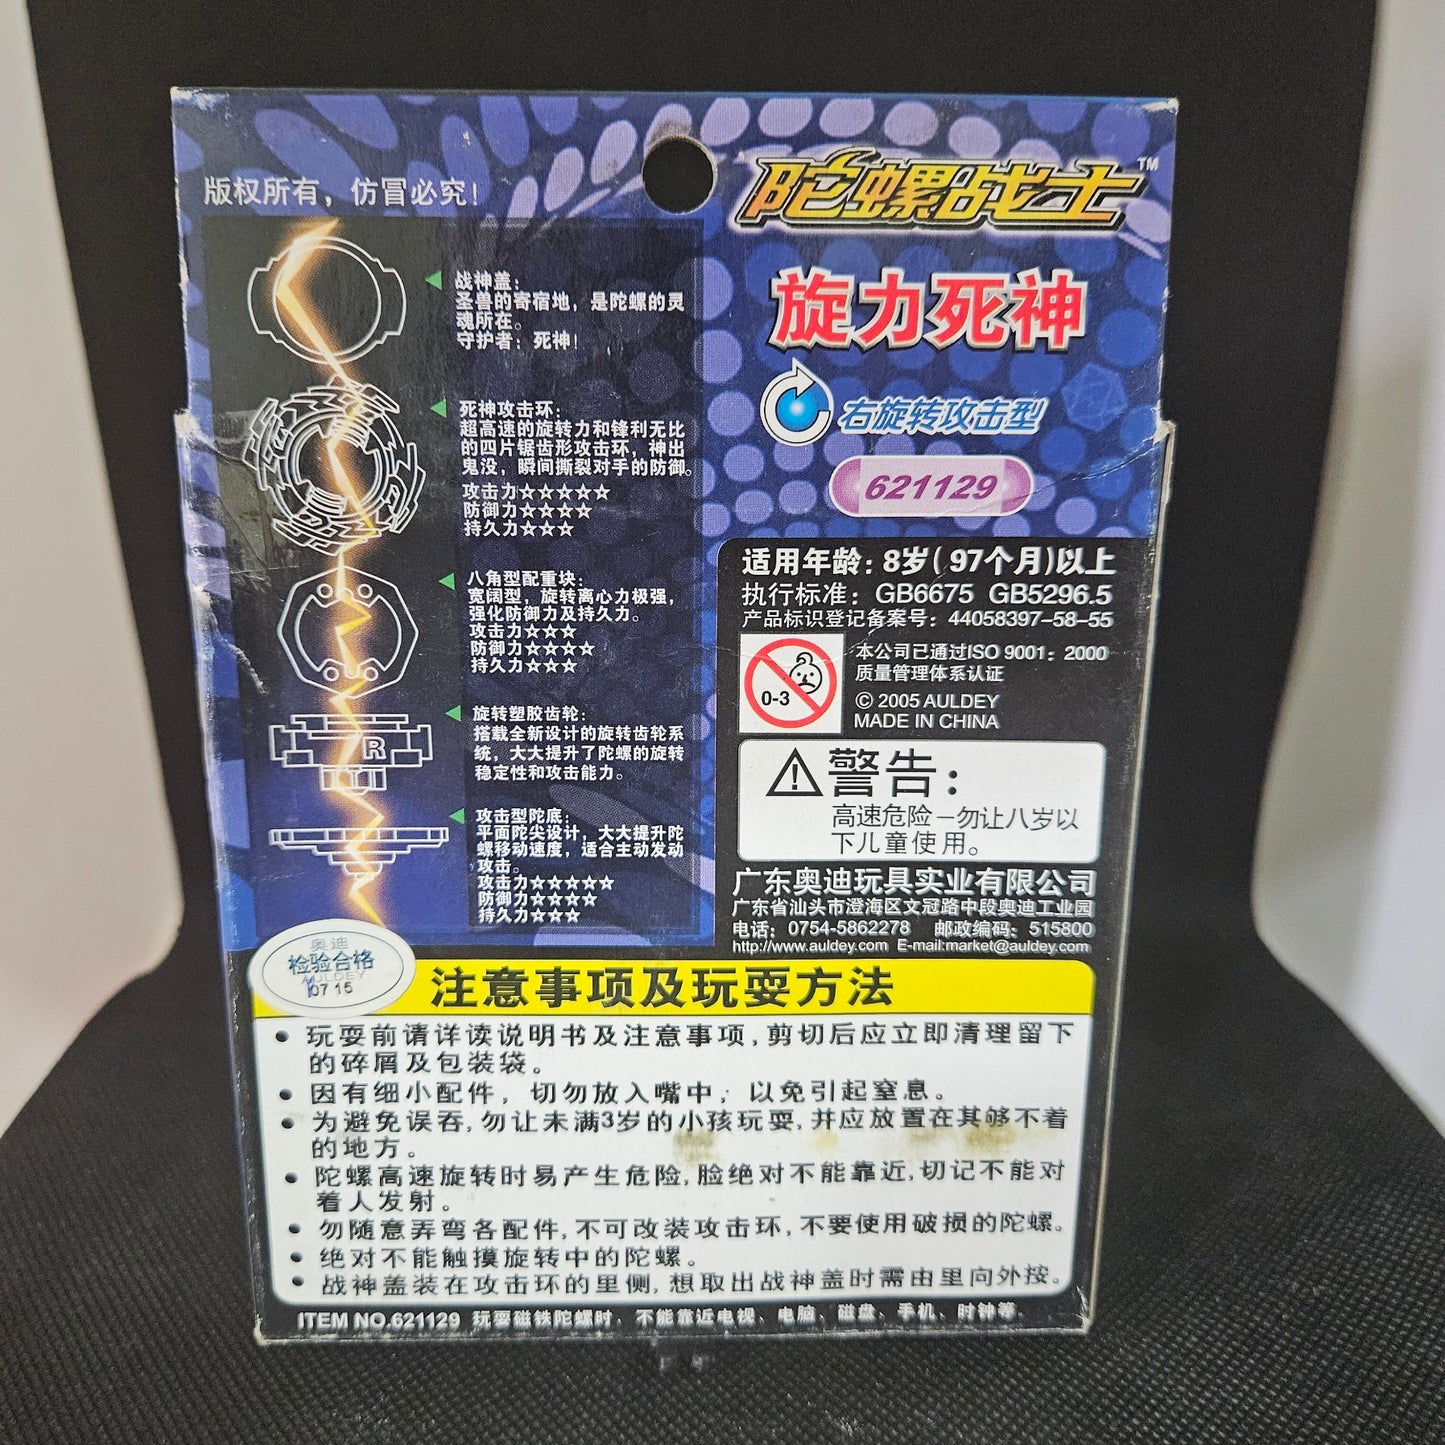 版权所有，仿冒必究！
陀螺战士™
旋力死神
右旋转攻击型
621129
战神盖：
圣兽的寄宿地，是陀螺的灵
魂所在。
守护者：死神！
死神攻击环：
超高速的旋转力和锋利无比
的四片锯齿形攻击环，神出
鬼没，瞬间撕裂对手的防御。
攻击力☆☆☆☆☆
防御力☆☆☆☆
持久力☆☆☆
八角型配重块：
宽阔型，旋转离心力极强，
强化防御力及持久力。
攻击力☆☆☆
防御力☆☆☆☆
持久力☆☆☆
R
旋转塑胶齿轮：
搭载全新设计的旋转齿轮系
统，大大提升了陀螺的旋转
稳定性和攻击能力。
攻击型陀底：
平面陀尖设计，大大提升陀
螺移动速度，适合主动发动
攻击。
攻击力☆☆☆☆☆
防御力☆☆☆☆
持久力☆☆☆
适用年龄：8岁(97个月)以上
执行标准：GB6675 GB5296.5
产品标识登记备案号：44058397-58-55
0-3
本公司已通过ISO 9001：2000
质量管理体系认证
© 2005 AULDEY
MADE IN CHINA
警告：
高速危险－勿让八岁以
下儿童使用。
广东奥迪玩具实业有限公司
广东省汕头市澄海区文冠路中段奥迪工业园
电话：0754-5862278 邮政编码：515800
http://www.auldey.com E-mail:market@auldey.com
奥迪
检验合格
AULDEY
07 15
注意事项及玩耍方法
• 玩耍前请详读说明书及注意事项,剪切后应立即清理留下
的碎屑及包装袋。
• 因有细小配件，切勿放入嘴中；以免引起窒息。
• 为避免误吞,勿让未满3岁的小孩玩耍,并应放置在其够不着
的地方。
• 陀螺高速旋转时易产生危险,脸绝对不能靠近,切记不能对
着人发射。
• 勿随意弄弯各配件,不可改装攻击环,不要使用破损的陀螺。
• 绝对不能触摸旋转中的陀螺。
• 战神盖装在攻击环的里侧,想取出战神盖时需由里向外按。
ITEM NO.621129 玩耍磁铁陀螺时，不能靠近电视、电脑、磁盘、手机、时钟等.